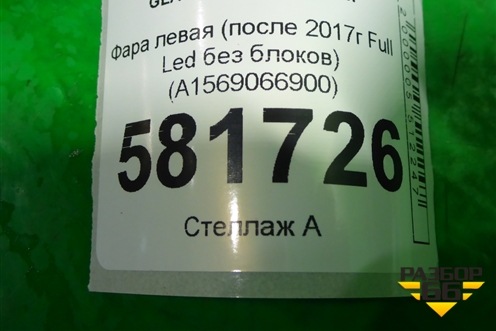 Фара левая (после 2017г Full
Led без блоков)
(A1569066900)
581726
Стеллаж А
РАЗБОР
66